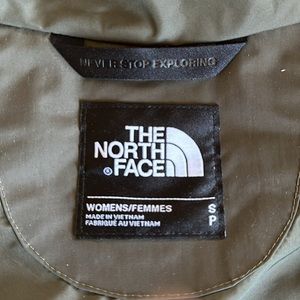 NEVER STOP EXPLORING
THE
NORTH
FACE
®
WOMENS/FEMMES
MADE IN VIETNAM
FABRIQUÉ AU VIETNAM
S
P